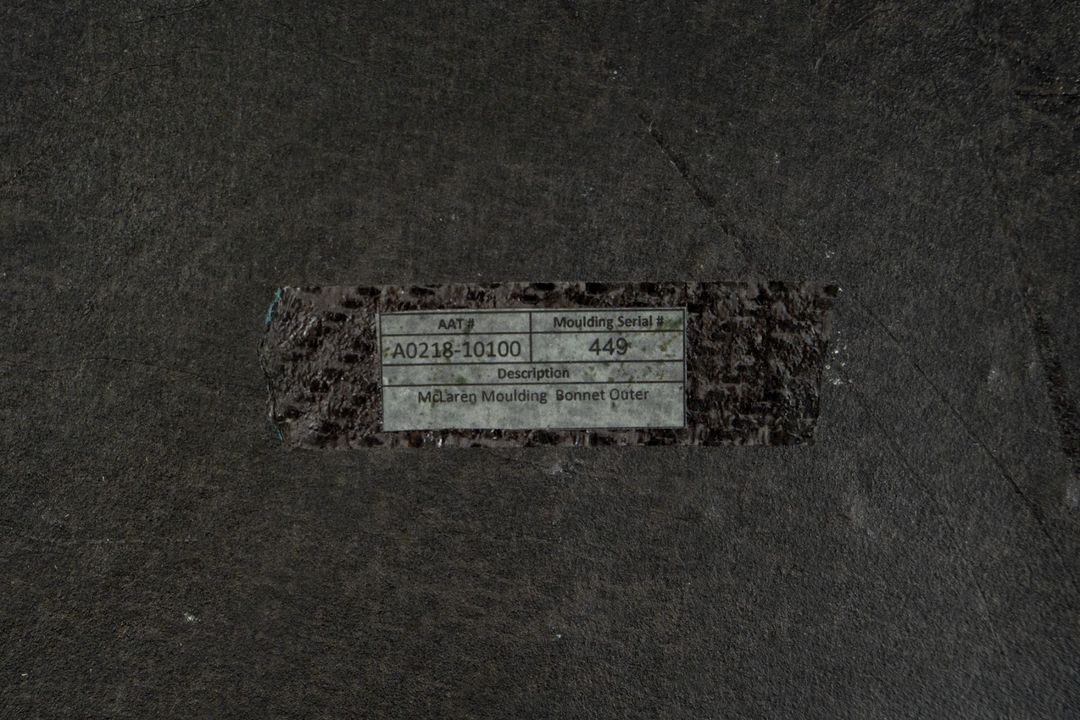 AAT # Moulding Serial #
A0218-10100 449
Description
McLaren Moulding Bonnet Outer